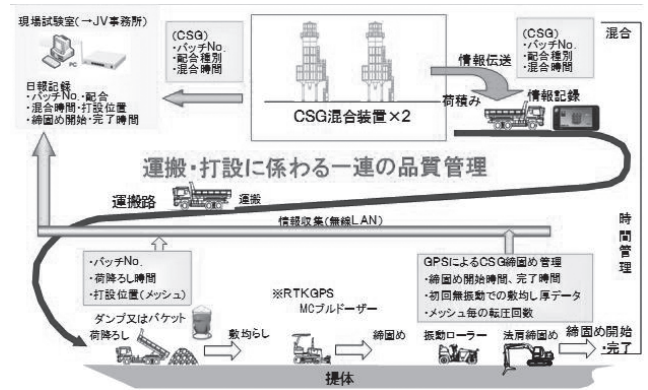 現場試験室(→JV事務所)
PC
日報記録
・バッチNo.・配合
・混合時間・打設位置
・締固め開始・完了時間
(CSG)
・バッチNo.
・配合種別
・混合時間
CSG混合装置×2
情報伝送
荷積み
(CSG)
・バッチNo.
・配合種別
・混合時間
情報記録
混合
運搬・打設に係わる一連の品質管理
運搬路
運搬
情報収集(無線LAN)
時間管理
・バッチNo.
・荷降ろし時間
・打設位置(メッシュ)
GPSによるCSG締固め管理
・締固め開始時間、完了時間
・初回無振動での敷均し厚データ
・メッシュ毎の転圧回数
ダンプ又はバケット
荷降ろし
敷均らし
※RTKGPS
MCブルドーザー
締固め
振動ローラー
法肩締固め
締固め開始
・完了
提体